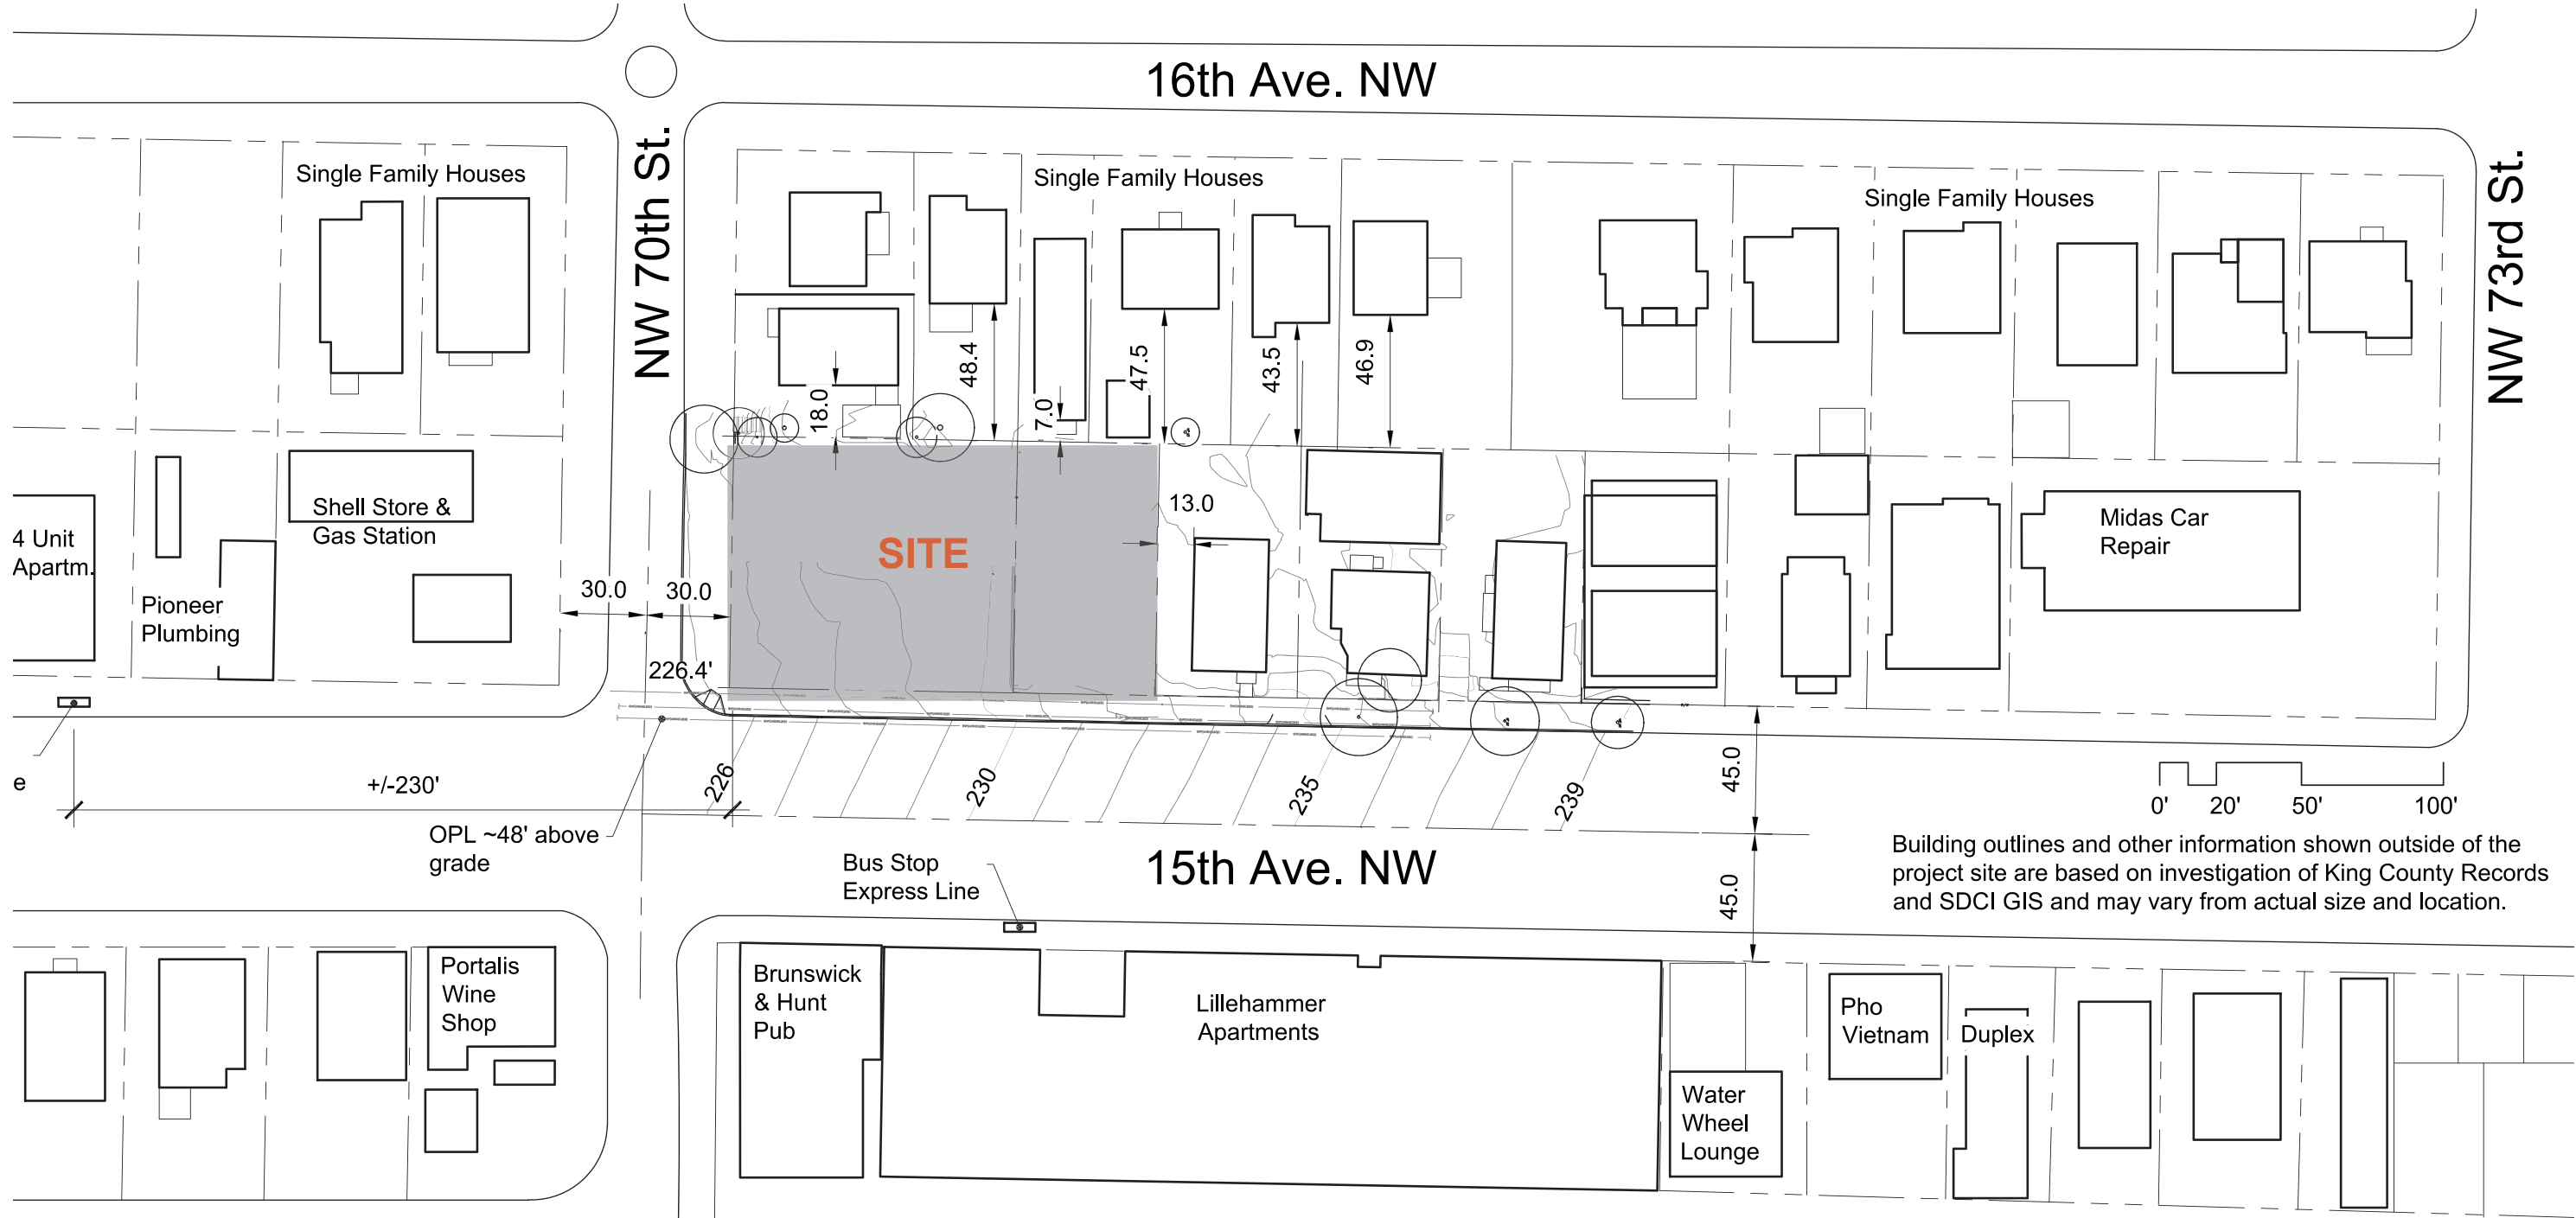 16th Ave. NW
NW 70th St.
NW 73rd St.
Single Family Houses
Single Family Houses
Single Family Houses
48.4
47.5
43.5
46.9
18.0
7.0
13.0
SITE
Shell Store &
Gas Station
4 Unit
Apartm.
Pioneer
Plumbing
30.0
30.0
226.4'
Midas Car
Repair
e
+/-230'
226
230
235
239
45.0
45.0
0' 20' 50' 100'
OPL ~48' above
grade
Bus Stop
Express Line
15th Ave. NW
Building outlines and other information shown outside of the
project site are based on investigation of King County Records
and SDCI GIS and may vary from actual size and location.
Portalis
Wine
Shop
Brunswick
& Hunt
Pub
Lillehammer
Apartments
Water
Wheel
Lounge
Pho
Vietnam
Duplex